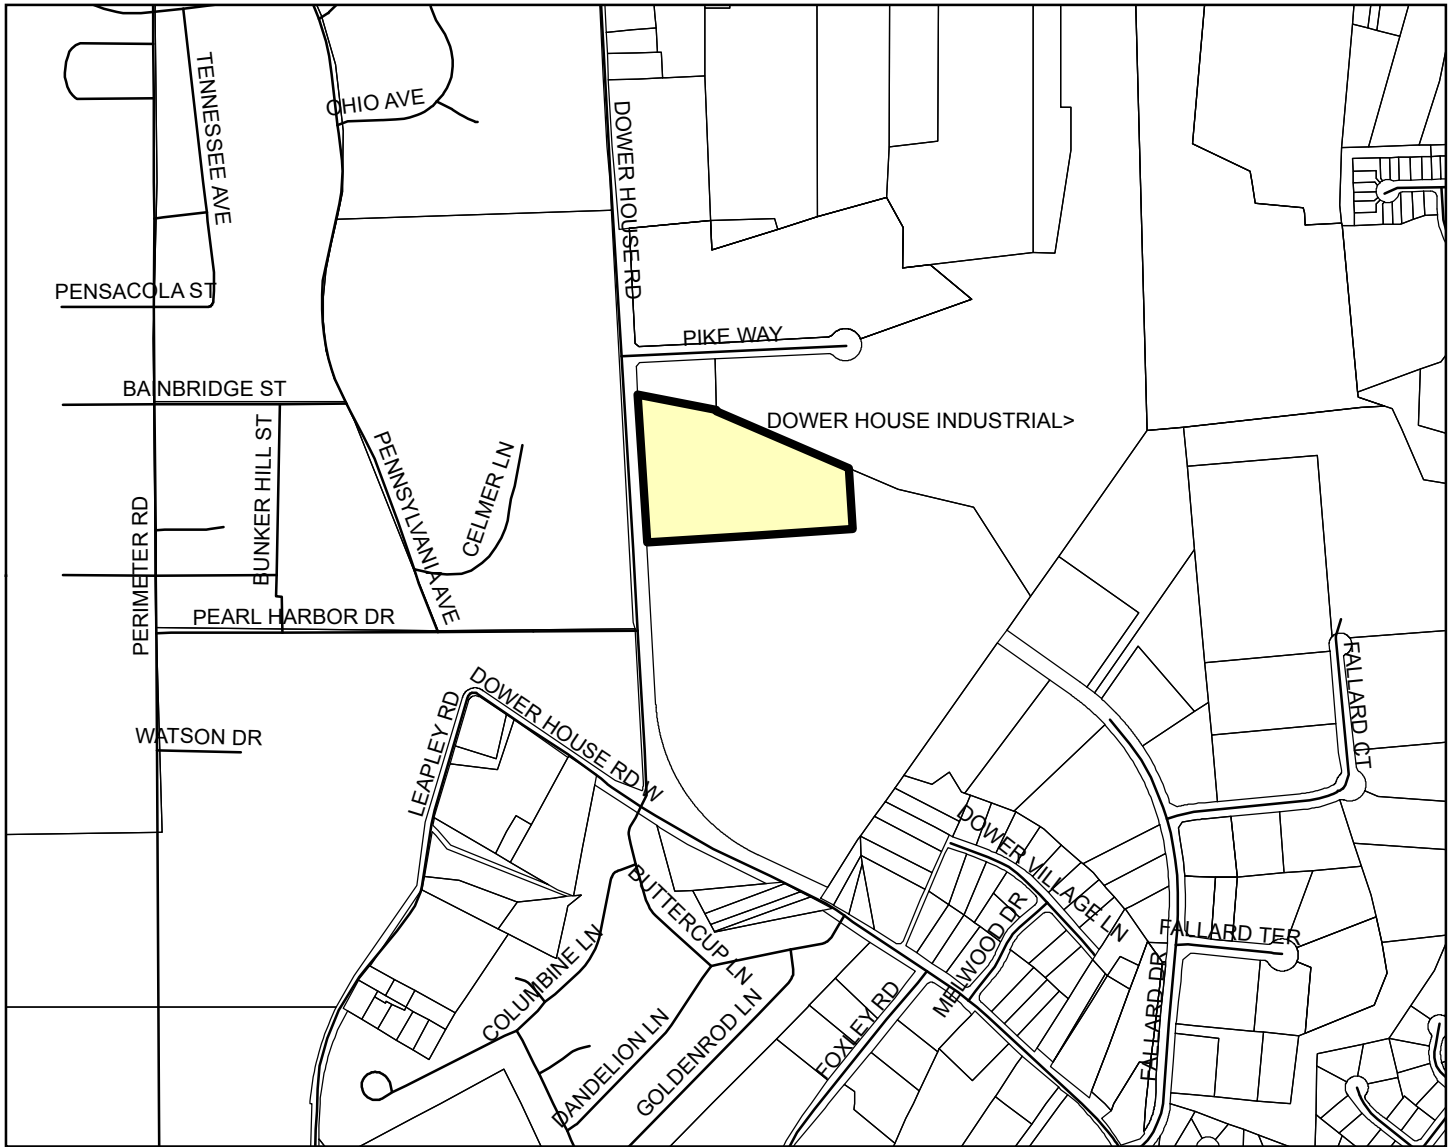 TENNESSEE AVE
OHIO AVE
DOWER HOUSE RD
PENSACOLA ST
PIKE WAY
BAINBRIDGE ST
DOWER HOUSE INDUSTRIAL>
BUNKER HILL ST
PENNSYLVANIA AVE
CELMER LN
PERIMETER RD
PEARL HARBOR DR
FALLARD CT
DOWER HOUSE RD W
LEAPLEY RD
WATSON DR
DOWER VILLAGE LN
BUTTERCUP LN
MELWOOD DR
FALLARD TER
COLUMBINE LN
FALLARD DR
DANDELION LN
GOLDENROD LN
FOXLEY RD